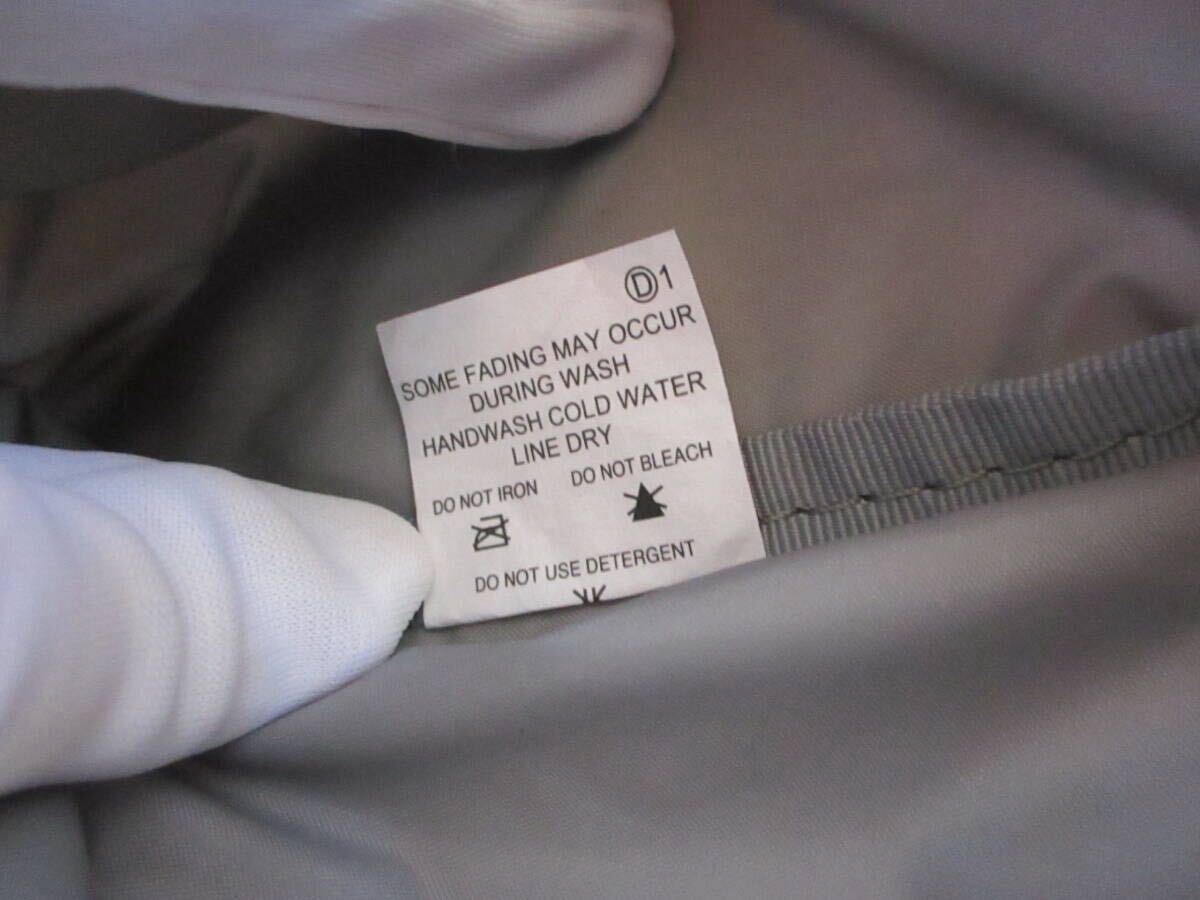 Ⓓ1
SOME FADING MAY OCCUR
DURING WASH
HANDWASH COLD WATER
LINE DRY
DO NOT IRON DO NOT BLEACH
DO NOT USE DETERGENT